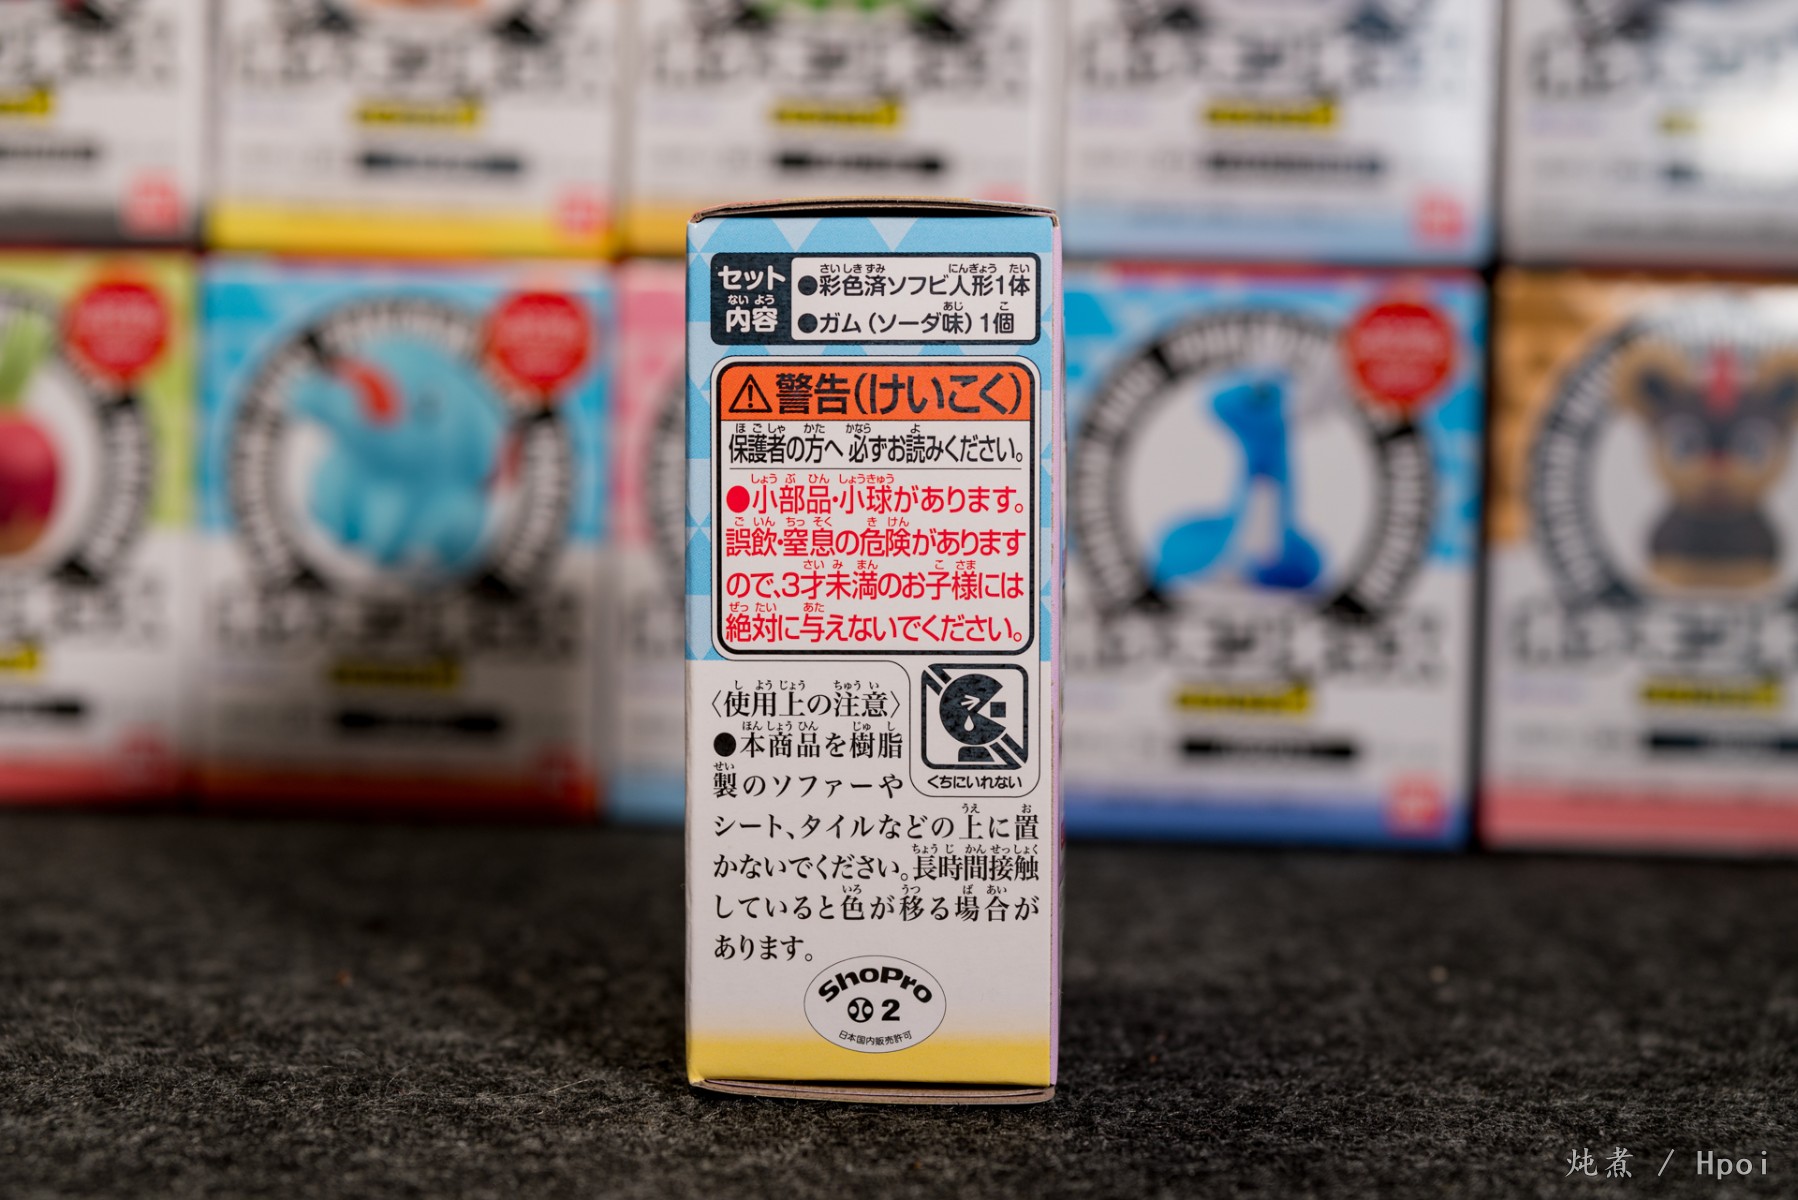 セット内容
●彩色済ソフビ人形1体
●ガム(ソーダ味)1個
⚠警告(けいこく)
保護者の方へ 必ずお読みください。
●小部品・小球があります。
誤飲・窒息の危険があります
ので、3才未満のお子様には
絶対に与えないでください。
〈使用上の注意〉
●本商品を樹脂
製のソファーや
シート、タイルなどの上に置
かないでください。長時間接触
していると色が移る場合が
あります。
くちにいれない
ShoPro
2
日本国内販売許可
炖煮 / Hpoi